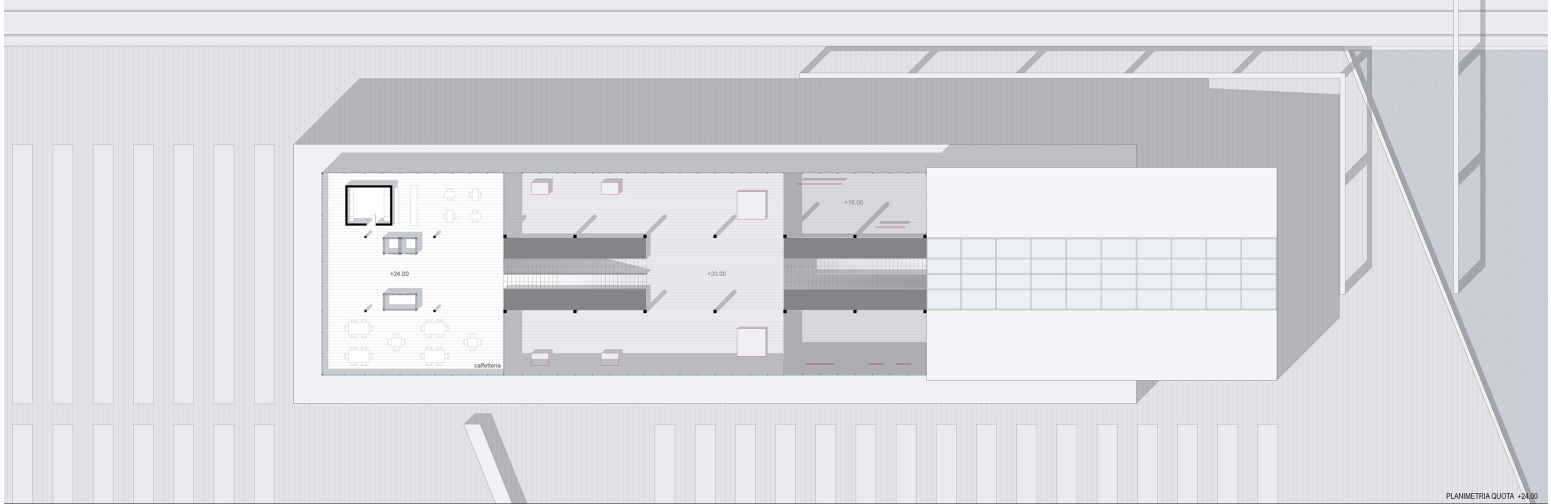 +16.00
+24.00
+20.00
caffetteria
PLANIMETRIA QUOTA +24.00